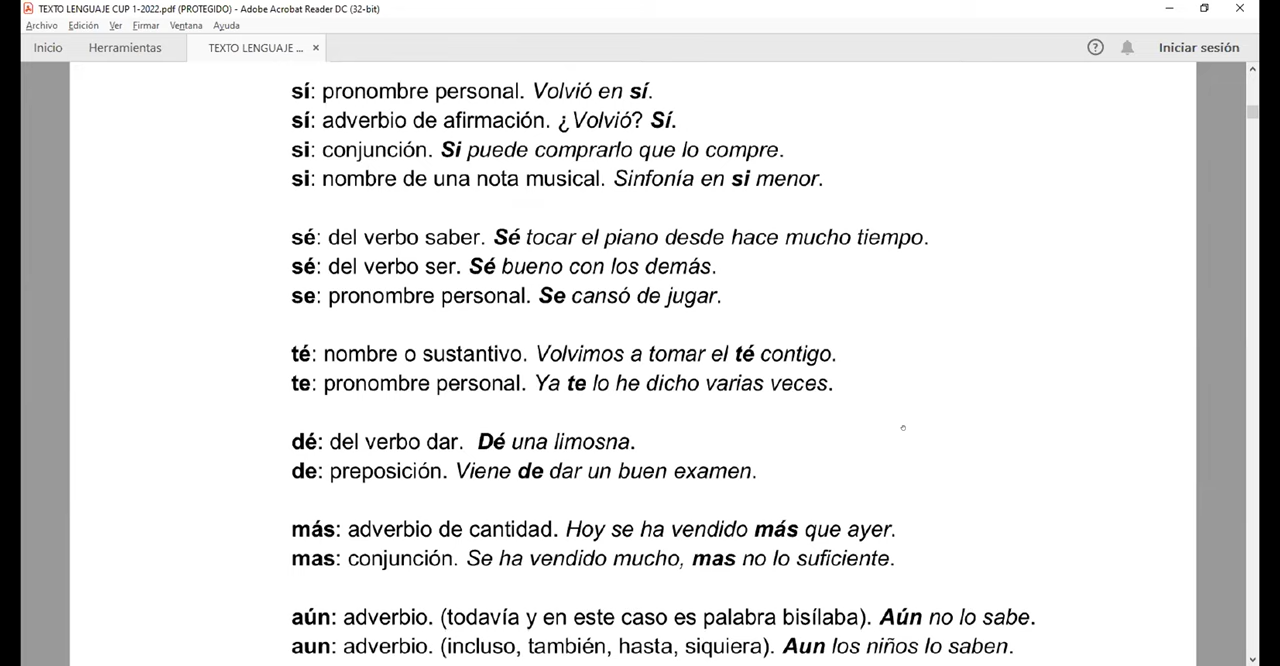 TEXTO LENGUAJE CUP 1-2022.pdf (PROTEGIDO) - Adobe Acrobat Reader DC (32-bit)
Archivo Edición Ver Firmar Ventana Ayuda
Inicio Herramientas TEXTO LENGUAJE ... × Iniciar sesión
sí: pronombre personal. Volvió en sí.
sí: adverbio de afirmación. ¿Volvió? Sí.
si: conjunción. Si puede comprarlo que lo compre.
si: nombre de una nota musical. Sinfonía en si menor.
sé: del verbo saber. Sé tocar el piano desde hace mucho tiempo.
sé: del verbo ser. Sé bueno con los demás.
se: pronombre personal. Se cansó de jugar.
té: nombre o sustantivo. Volvimos a tomar el té contigo.
te: pronombre personal. Ya te lo he dicho varias veces.
dé: del verbo dar. Dé una limosna.
de: preposición. Viene de dar un buen examen.
más: adverbio de cantidad. Hoy se ha vendido más que ayer.
mas: conjunción. Se ha vendido mucho, mas no lo suficiente.
aún: adverbio. (todavía y en este caso es palabra bisílaba). Aún no lo sabe.
aun: adverbio. (incluso, también, hasta, siquiera). Aun los niños lo saben.